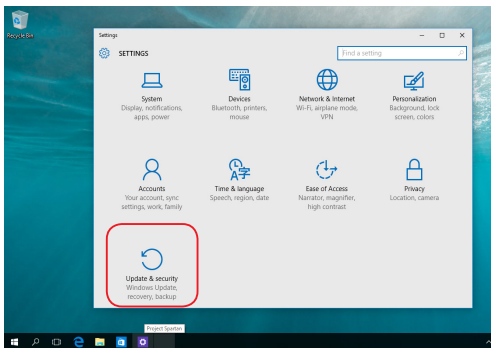 Recycle Bin
Settings
SETTINGS
Find a setting
System
Display, notifications,
apps, power
Devices
Bluetooth, printers,
mouse
Network & Internet
Wi-Fi, airplane mode,
VPN
Personalization
Background, lock
screen, colors
Accounts
Your account, sync
settings, work, family
Time & language
Speech, region, date
Ease of Access
Narrator, magnifier,
high contrast
Privacy
Location, camera
Update & security
Windows Update,
recovery, backup
Project Spartan